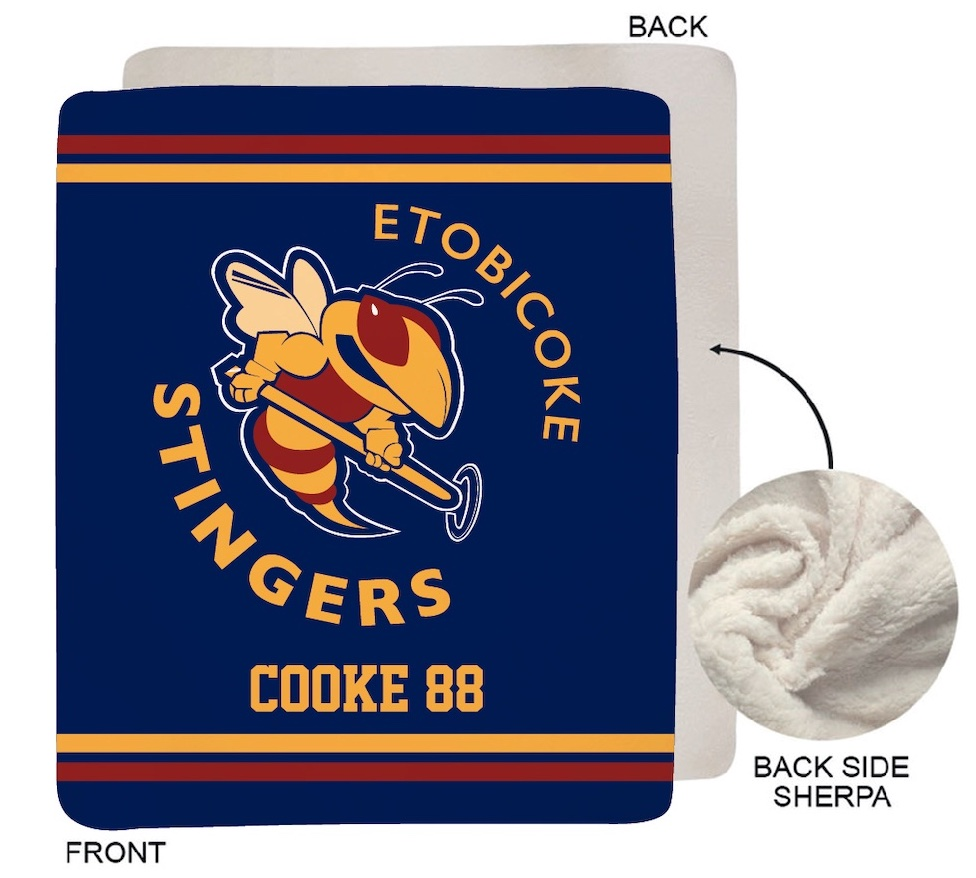 BACK
ETOBICOKE
STINGERS
COOKE 88
BACK SIDE
SHERPA
FRONT